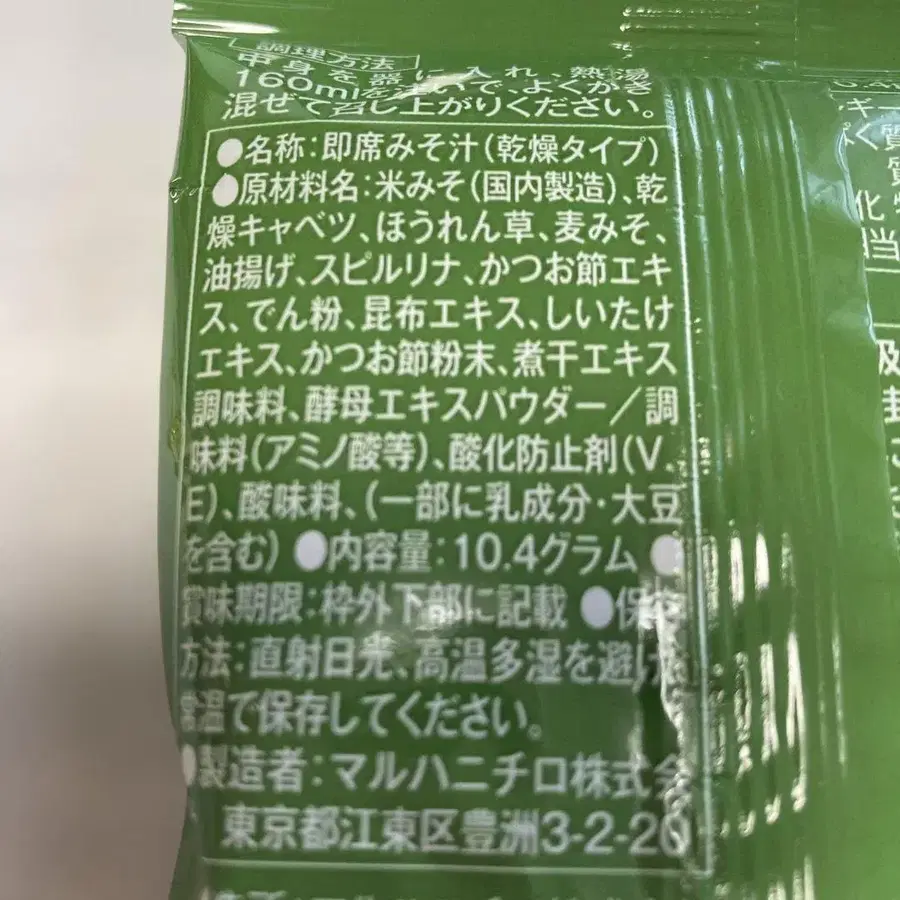 調理方法
中身を器に入れ、熱湯
160mlを注いで、よくかき
混ぜて召し上がりください。
●名称：即席みそ汁（乾燥タイプ）
●原材料名：米みそ（国内製造）、乾
燥キャベツ、ほうれん草、麦みそ、
油揚げ、スピルリナ、かつお節エキ
ス、でん粉、昆布エキス、しいたけ
エキス、かつお節粉末、煮干エキス
調味料、酵母エキスパウダー／調
味料（アミノ酸等）、酸化防止剤（V.
E）、酸味料、（一部に乳成分・大豆
を含む）●内容量：10.4グラム ●
賞味期限：枠外下部に記載 ●保存
方法：直射日光、高温多湿を避け
常温で保存してください。
●製造者：マルハニチロ株式会
東京都江東区豊洲3-2-20